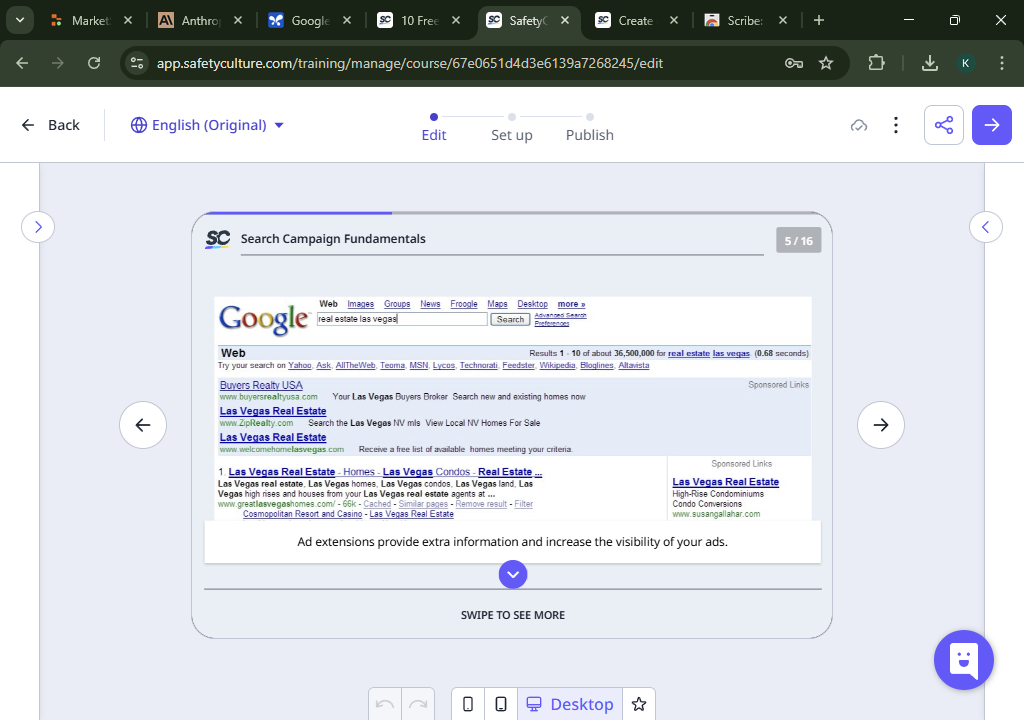 Market
Anthro
Google
10 Free
SafetyC
Create
Scribe:
app.safetyculture.com/training/manage/course/67e0651d4d3e6139a7268245/edit
K
Back
English (Original)
Edit
Set up
Publish
SC Search Campaign Fundamentals
5 / 16
Google
Web Images Groups News Froogle Maps Desktop more »
real estate las vegas
Search
Advanced Search
Preferences
Web
Results 1 - 10 of about 36,500,000 for real estate las vegas. (0.68 seconds)
Try your search on Yahoo, Ask, AllTheWeb, Teoma, MSN, Lycos, Technorati, Feedster, Wikipedia, Bloglines, Altavista
Buyers Realty USA
Sponsored Links
www.buyersrealtyusa.com Your Las Vegas Buyers Broker Search new and existing homes now
Las Vegas Real Estate
www.ZipRealty.com Search the Las Vegas NV mls View Local NV Homes For Sale
Las Vegas Real Estate
www.welcomehomelasvegas.com Receive a free list of available homes meeting your criteria.
1. Las Vegas Real Estate - Homes - Las Vegas Condos - Real Estate ...
Las Vegas real estate, Las Vegas homes, Las Vegas condos, Las Vegas land, Las
Vegas high rises and houses from your Las Vegas real estate agents at ...
www.greatlasvegashomes.com/ - 66k - Cached - Similar pages - Remove result - Filter
Cosmopolitan Resort and Casino - Las Vegas Real Estate
Sponsored Links
Las Vegas Real Estate
High-Rise Condominiums
Condo Conversions
www.susangallahar.com
Ad extensions provide extra information and increase the visibility of your ads.
SWIPE TO SEE MORE
Desktop